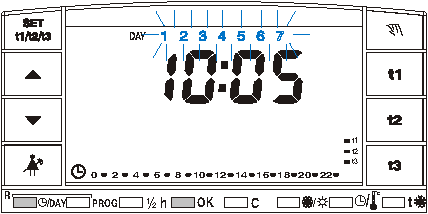 SET
t1/t2/t3
DAY 1 2 3 4 5 6 7
10:05
t1
t2
t3
t1
t2
t3
0 • 2 • 4 • 6 • 8 • 10 • 12 • 14 • 16 • 18 • 20 • 22 •
R /DAY PROG ½ h OK C / / t